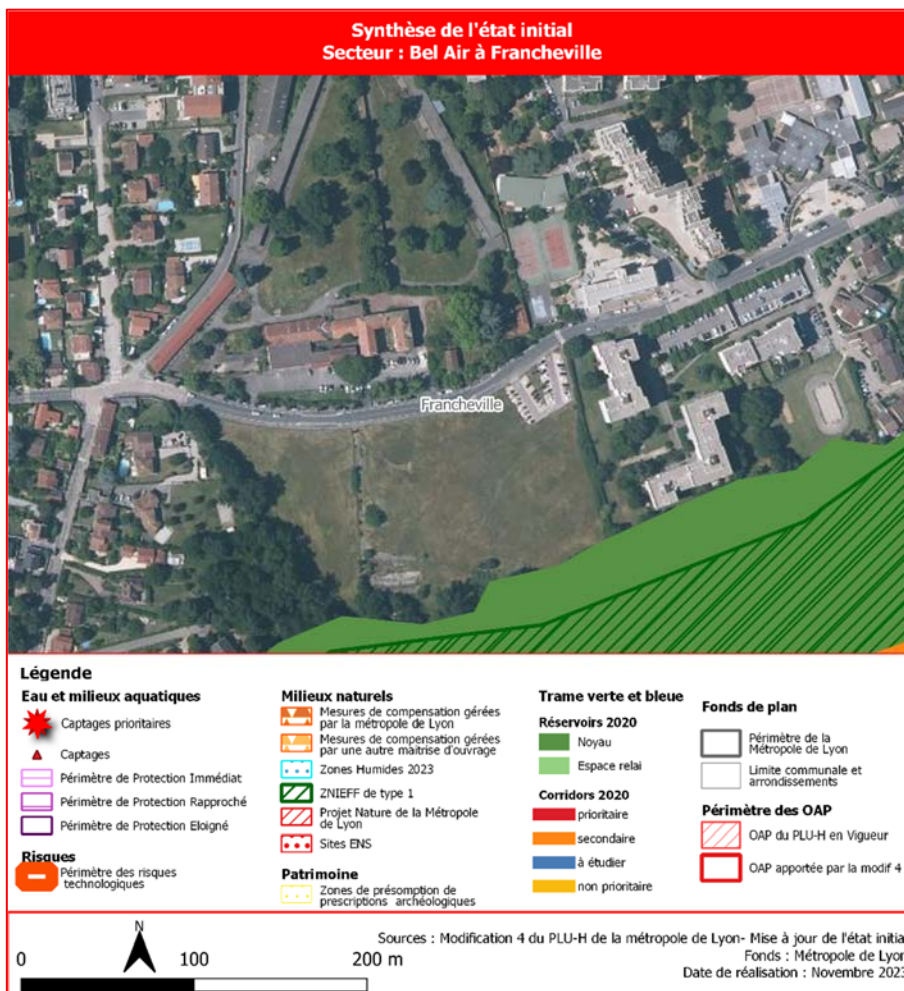 Synthèse de l'état initial
Secteur : Bel Air à Francheville
Francheville
Légende
Eau et milieux aquatiques
Captages prioritaires
Captages
Périmètre de Protection Immédiat
Périmètre de Protection Rapproché
Périmètre de Protection Eloigné
Risques
Périmètre des risques
technologiques
Milieux naturels
Mesures de compensation gérées
par la métropole de Lyon
Mesures de compensation gérées
par une autre maitrise d'ouvrage
Zones Humides 2023
ZNIEFF de type 1
Projet Nature de la Métropole
de Lyon
Sites ENS
Patrimoine
Zones de présomption de
prescriptions archéologiques
Trame verte et bleue
Réservoirs 2020
Noyau
Espace relai
Corridors 2020
prioritaire
secondaire
à étudier
non prioritaire
Fonds de plan
Périmètre de la
Métropole de Lyon
Limite communale et
arrondissements
Périmètre des OAP
OAP du PLU-H en Vigueur
OAP apportée par la modif 4
N
0 100 200 m
Sources : Modification 4 du PLU-H de la métropole de Lyon- Mise à jour de l'état initia
Fonds : Métropole de Lyon
Date de réalisation : Novembre 2023